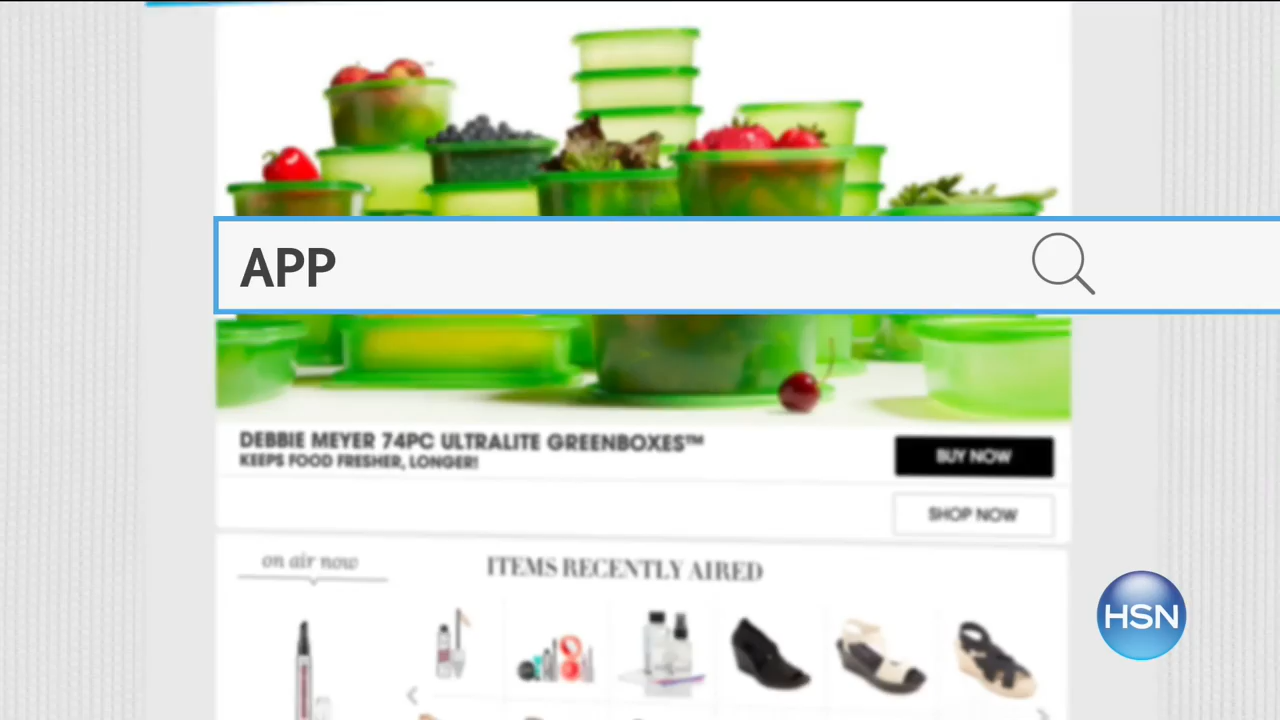 APP
DEBBIE MEYER 74PC ULTRALITE GREENBOXES™
KEEPS FOOD FRESHER, LONGER!
BUY NOW
SHOP NOW
on air now
ITEMS RECENTLY AIRED
HSN